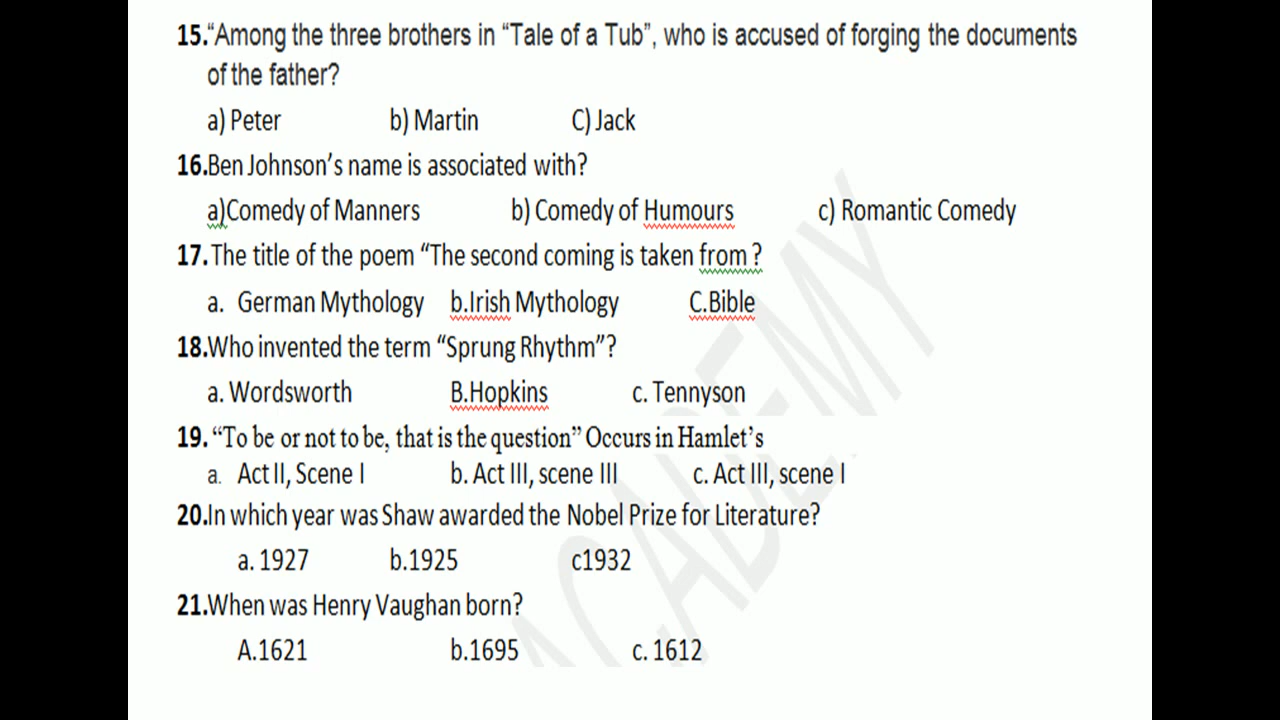 15.“Among the three brothers in “Tale of a Tub”, who is accused of forging the documents
of the father?
a) Peter b) Martin C) Jack
16.Ben Johnson’s name is associated with?
a)Comedy of Manners b) Comedy of Humours c) Romantic Comedy
17.The title of the poem “The second coming is taken from ?
a. German Mythology b.Irish Mythology C.Bible
18.Who invented the term “Sprung Rhythm”?
a. Wordsworth B.Hopkins c. Tennyson
19. “To be or not to be, that is the question” Occurs in Hamlet’s
a. Act II, Scene I b. Act III, scene III c. Act III, scene I
20.In which year was Shaw awarded the Nobel Prize for Literature?
a. 1927 b.1925 c1932
21.When was Henry Vaughan born?
A.1621 b.1695 c. 1612
ACADEMY